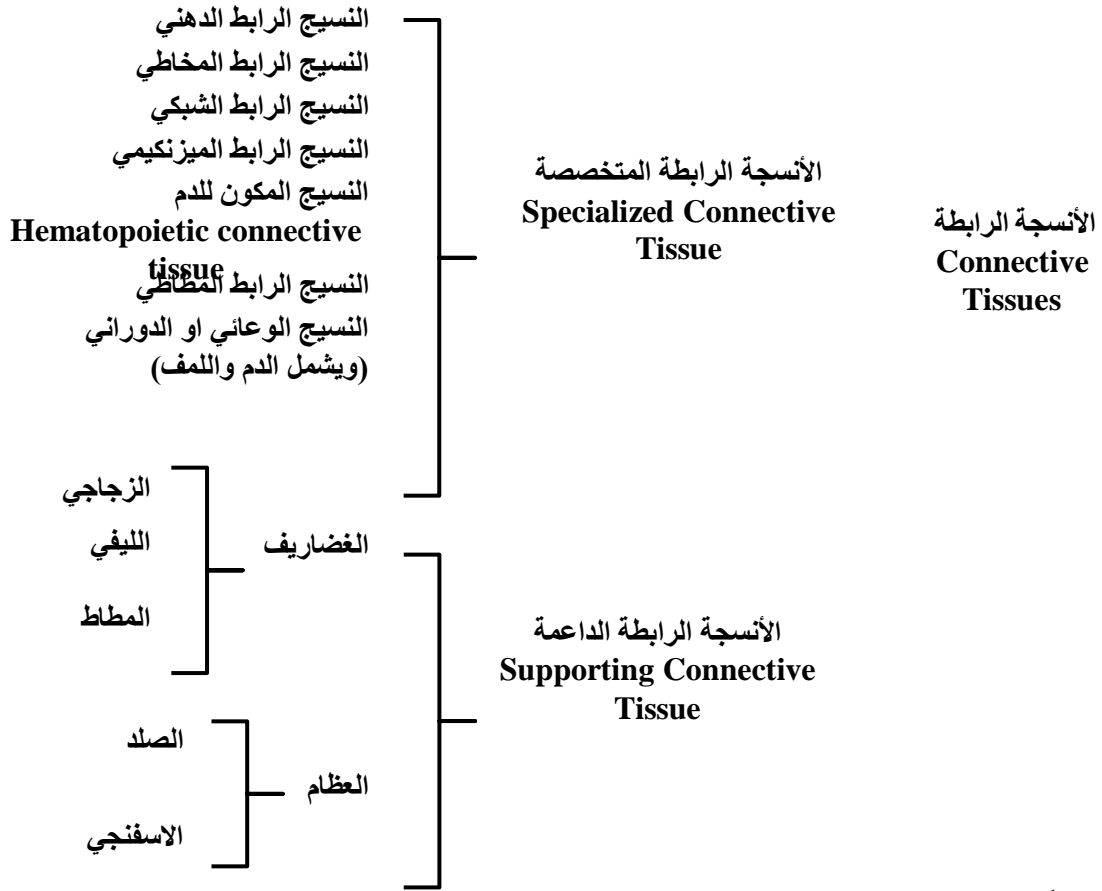 الأنسجة الرابطة
Connective
Tissues
الأنسجة الرابطة المتخصصة
Specialized Connective
Tissue
النسيج الرابط الدهني
النسيج الرابط المخاطي
النسيج الرابط الشبكي
النسيج الرابط الميزنكيمي
النسيج المكون للدم
Hematopoietic connective
tissue
النسيج الرابط المطاطي
النسيج الوعائي او الدوراني
(ويشمل الدم واللمف)
الأنسجة الرابطة الداعمة
Supporting Connective
Tissue
الغضاريف
الزجاجي
الليفي
المطاط
العظام
الصلد
الاسفنجي